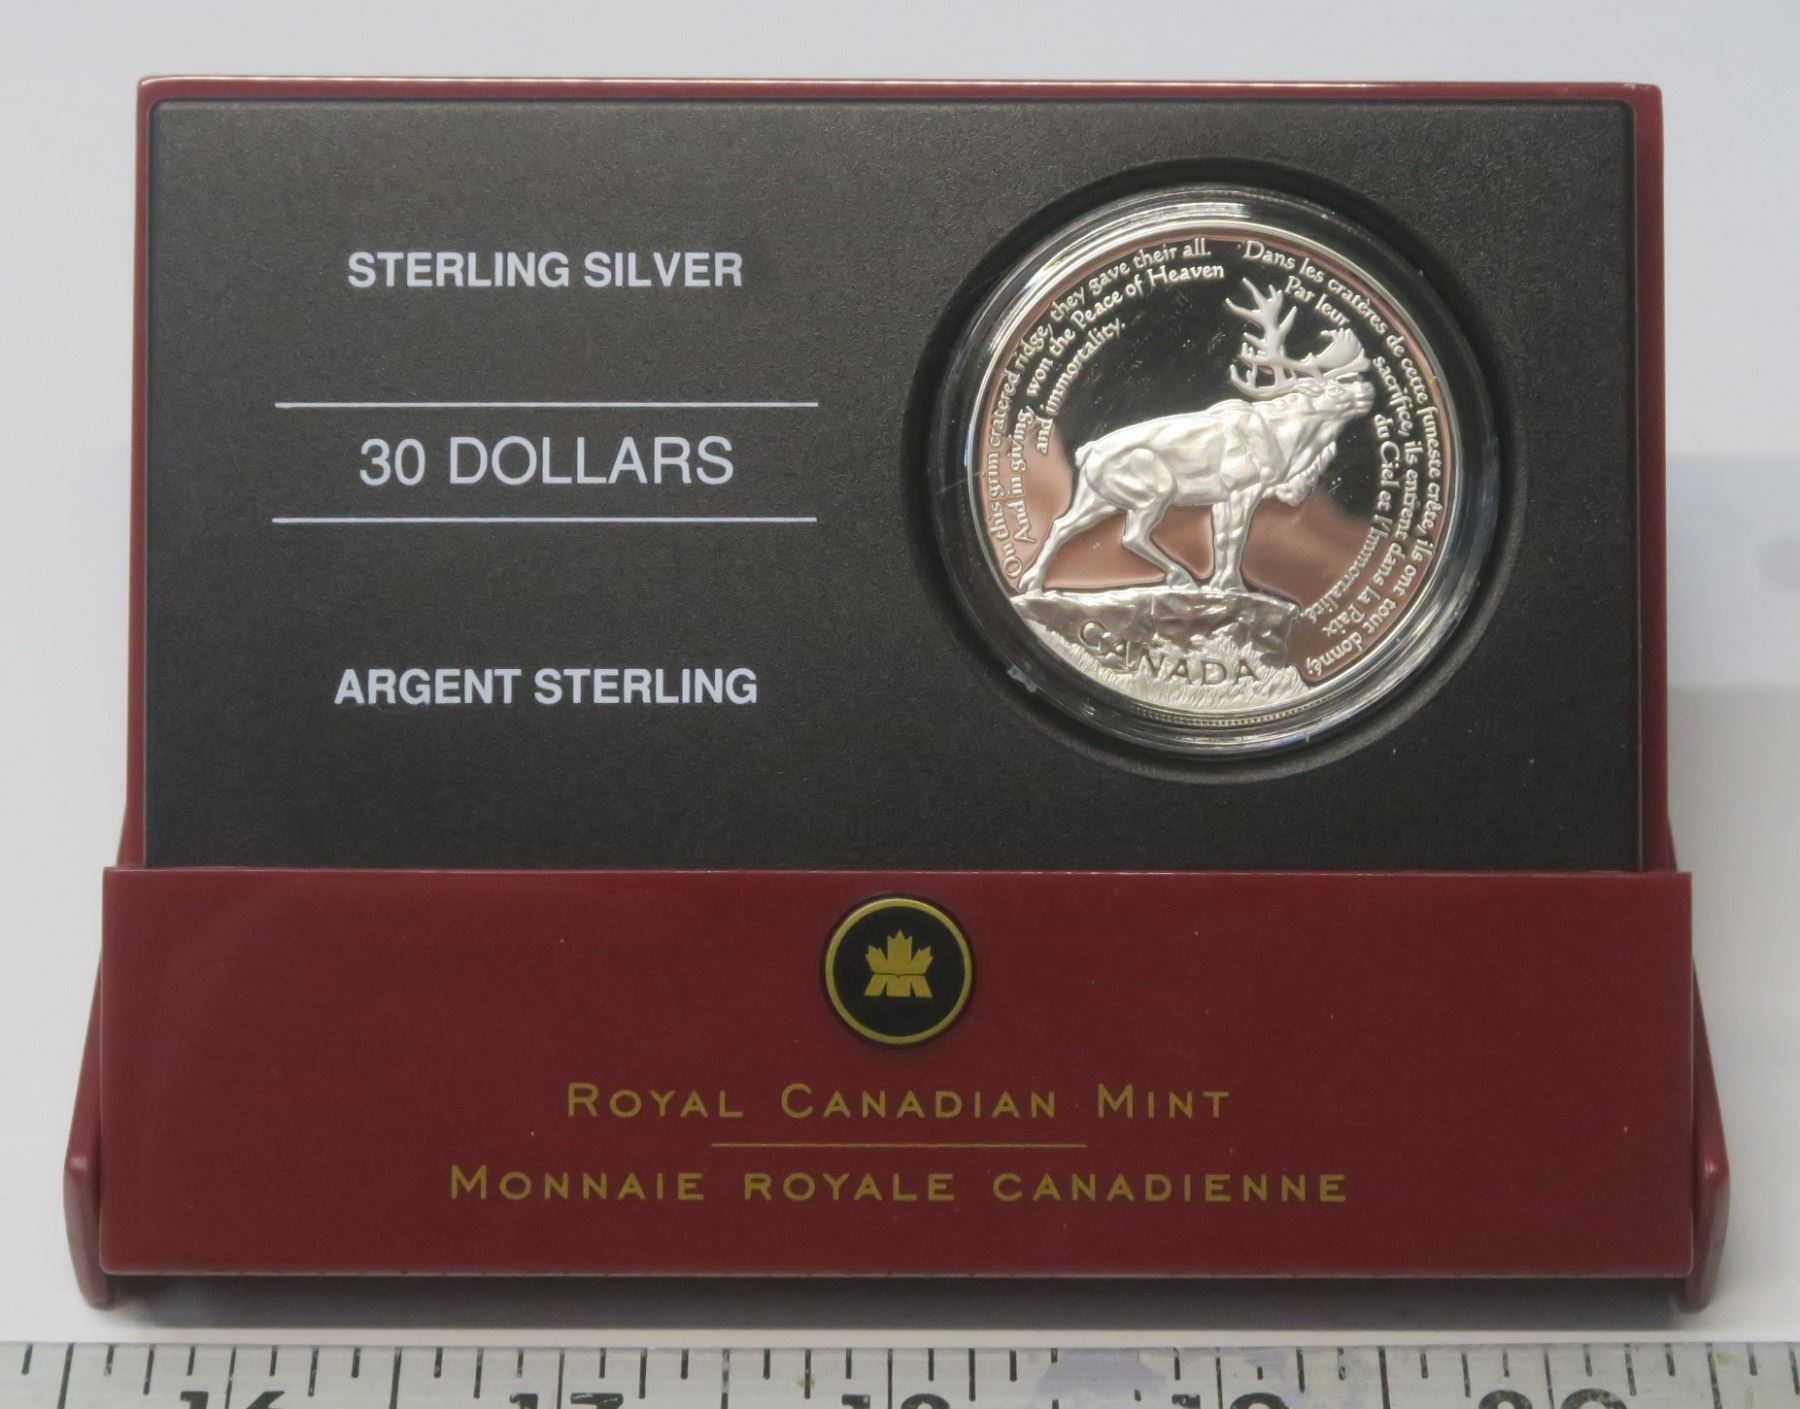 STERLING SILVER
30 DOLLARS
ARGENT STERLING
On this grim cratered ridge, they gave their all.
And in giving, won the Peace of Heaven
and immortality.
Dans les cratères de cette funeste crête, ils ont tout donné;
Par leur sacrifice, ils entrèrent dans la Paix
du Ciel et l'Immortalité.
CANADA
ROYAL CANADIAN MINT
MONNAIE ROYALE CANADIENNE
16 17 18 19 20